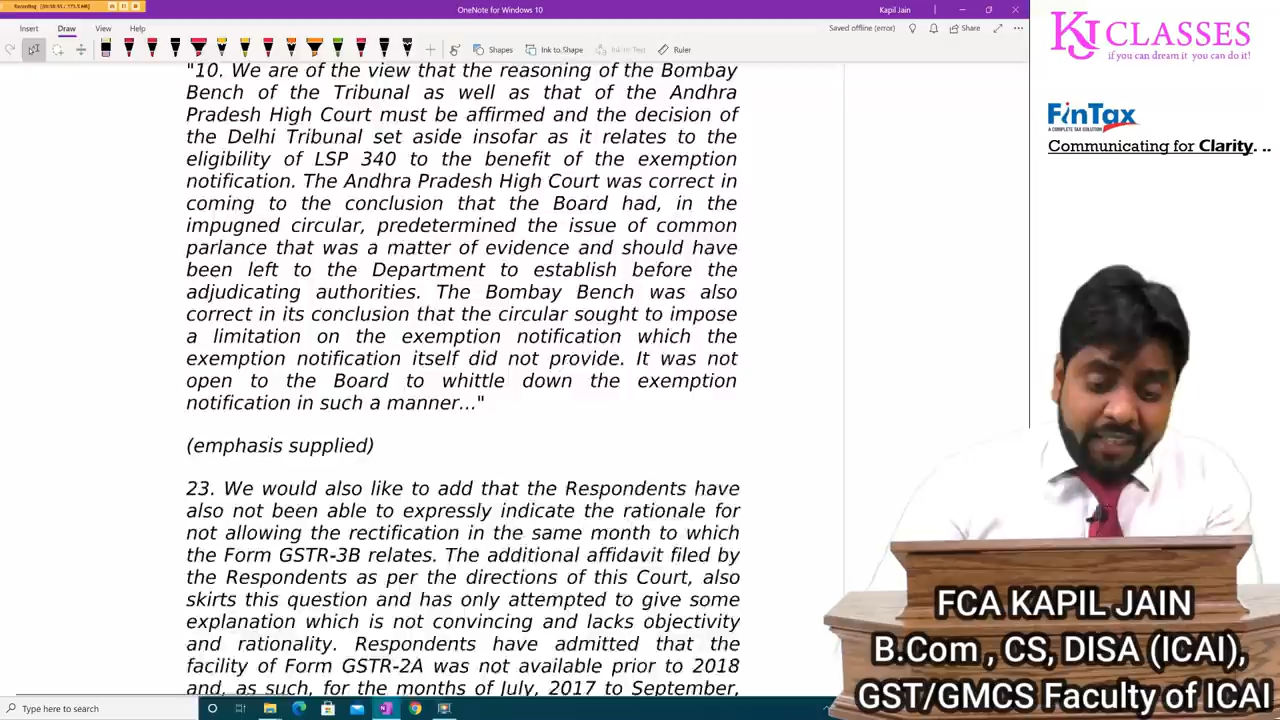 Recording
OneNote for Windows 10
Kapil Jain
Insert Draw View Help
Saved offline (error)
Share
Shapes
Ink to Shape
Ink to Text
Ruler
"10. We are of the view that the reasoning of the Bombay
Bench of the Tribunal as well as that of the Andhra
Pradesh High Court must be affirmed and the decision of
the Delhi Tribunal set aside insofar as it relates to the
eligibility of LSP 340 to the benefit of the exemption
notification. The Andhra Pradesh High Court was correct in
coming to the conclusion that the Board had, in the
impugned circular, predetermined the issue of common
parlance that was a matter of evidence and should have
been left to the Department to establish before the
adjudicating authorities. The Bombay Bench was also
correct in its conclusion that the circular sought to impose
a limitation on the exemption notification which the
exemption notification itself did not provide. It was not
open to the Board to whittle down the exemption
notification in such a manner..."
(emphasis supplied)
23. We would also like to add that the Respondents have
also not been able to expressly indicate the rationale for
not allowing the rectification in the same month to which
the Form GSTR-3B relates. The additional affidavit filed by
the Respondents as per the directions of this Court, also
skirts this question and has only attempted to give some
explanation which is not convincing and lacks objectivity
and rationality. Respondents have admitted that the
facility of Form GSTR-2A was not available prior to 2018
and, as such, for the months of July, 2017 to September,
Type here to search
KJ CLASSES
if you can dream it you can do it!
FinTax
A COMPLETE TAX SOLUTION
Communicating for Clarity. ..
FCA KAPIL JAIN
B.Com , CS, DISA (ICAI),
GST/GMCS Faculty of ICAI